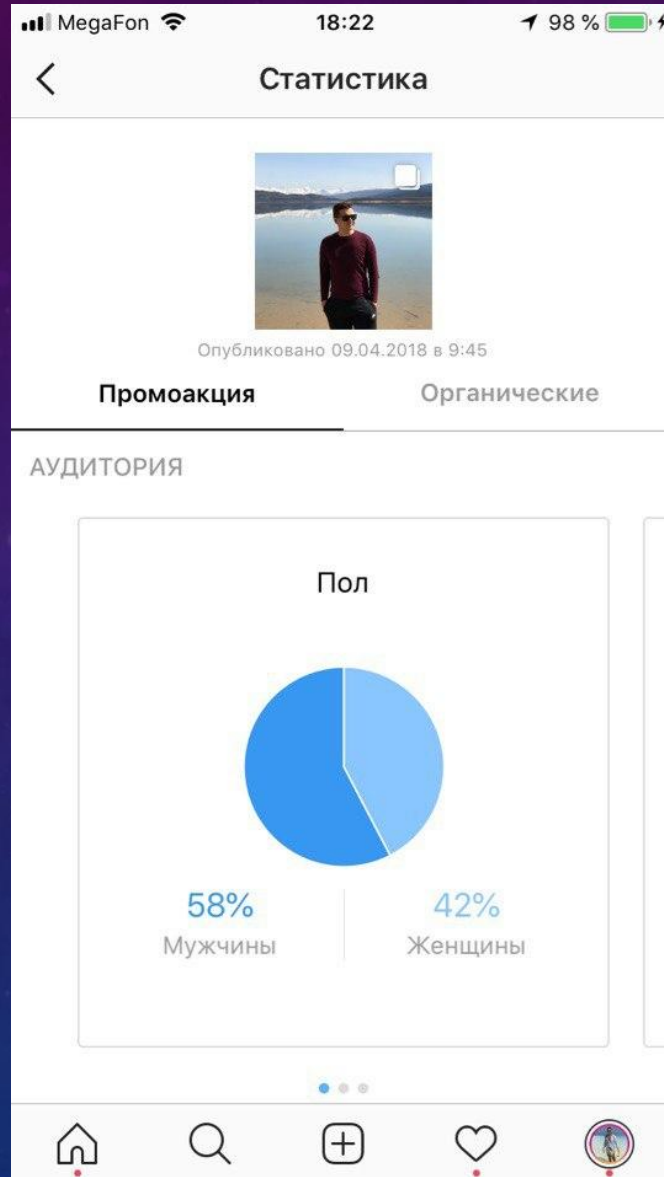 MegaFon 18:22 98 %
Статистика
Опубликовано 09.04.2018 в 9:45
Промоакция Органические
АУДИТОРИЯ
Пол
58% 42%
Мужчины Женщины